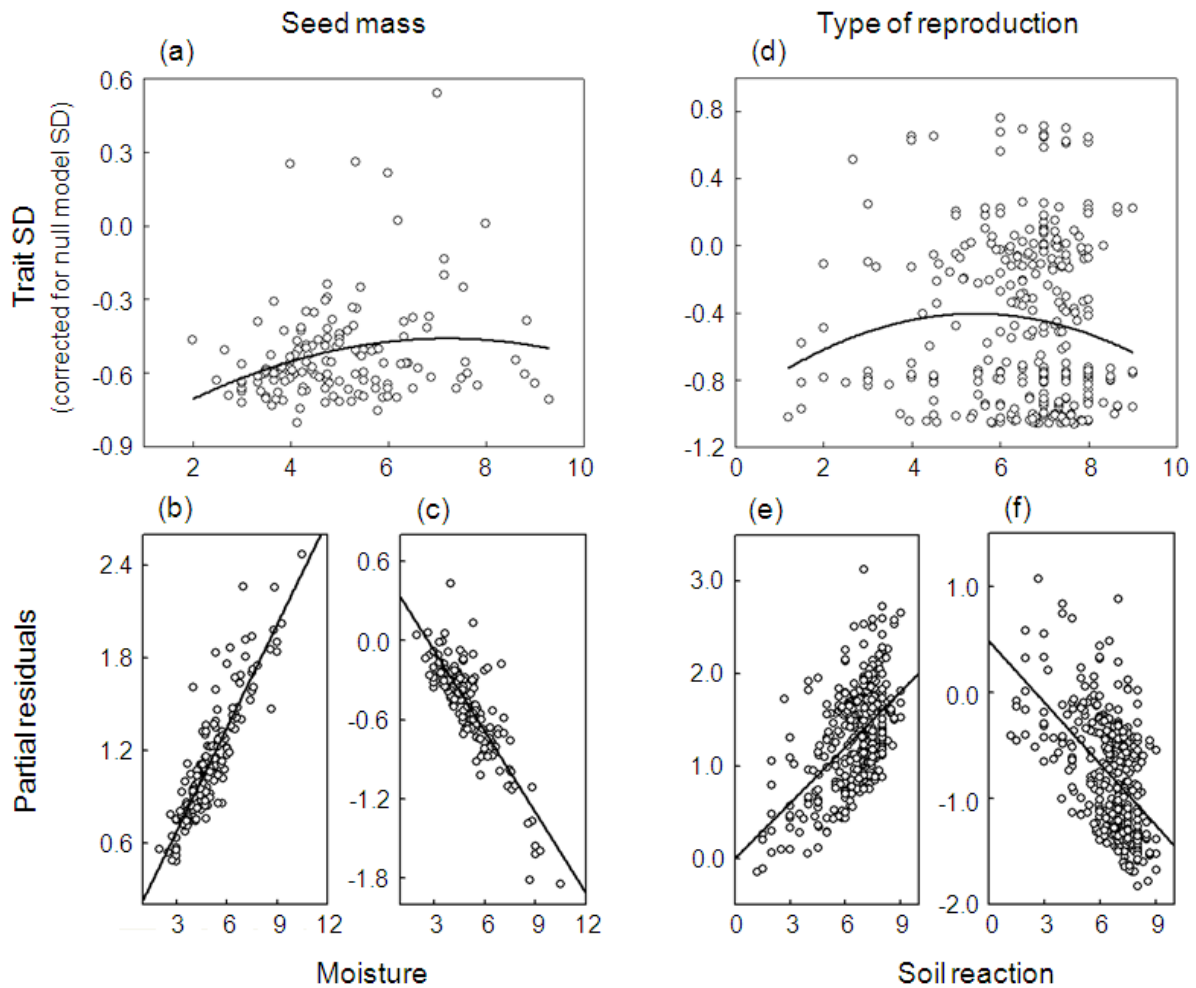 Seed mass
Type of reproduction
(a)
(d)
Trait SD
(corrected for null model SD)
0.6
0.3
0.0
-0.3
-0.6
-0.9
2 4 6 8 10
0.8
0.4
0.0
-0.4
-0.8
-1.2
0 2 4 6 8 10
(b)
(c)
(e)
(f)
Partial residuals
2.4
1.8
1.2
0.6
3 6 9 12
0.6
0.0
-0.6
-1.2
-1.8
3 6 9 12
3.0
2.0
1.0
0.0
0 3 6 9
1.0
0.0
-1.0
-2.0
0 3 6 9
Moisture
Soil reaction